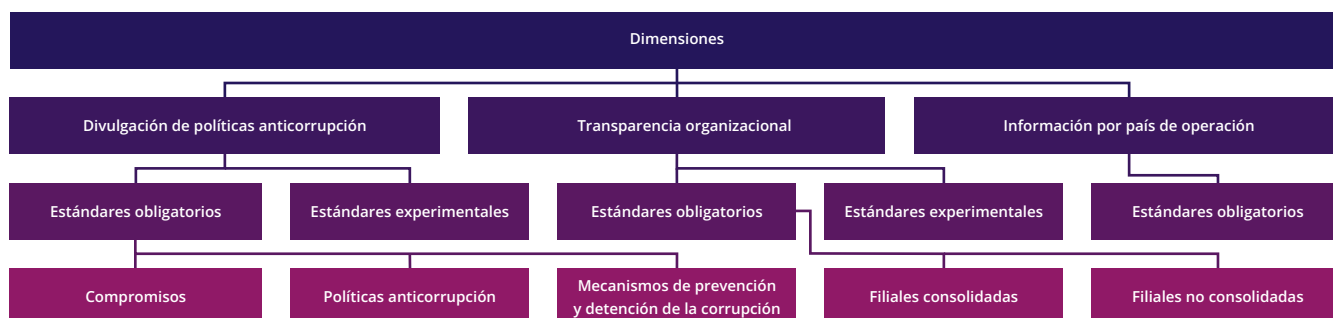 Dimensiones
Divulgación de políticas anticorrupción
Transparencia organizacional
Información por país de operación
Estándares obligatorios
Estándares experimentales
Estándares obligatorios
Estándares experimentales
Estándares obligatorios
Compromisos
Políticas anticorrupción
Mecanismos de prevención
y detención de la corrupción
Filiales consolidadas
Filiales no consolidadas